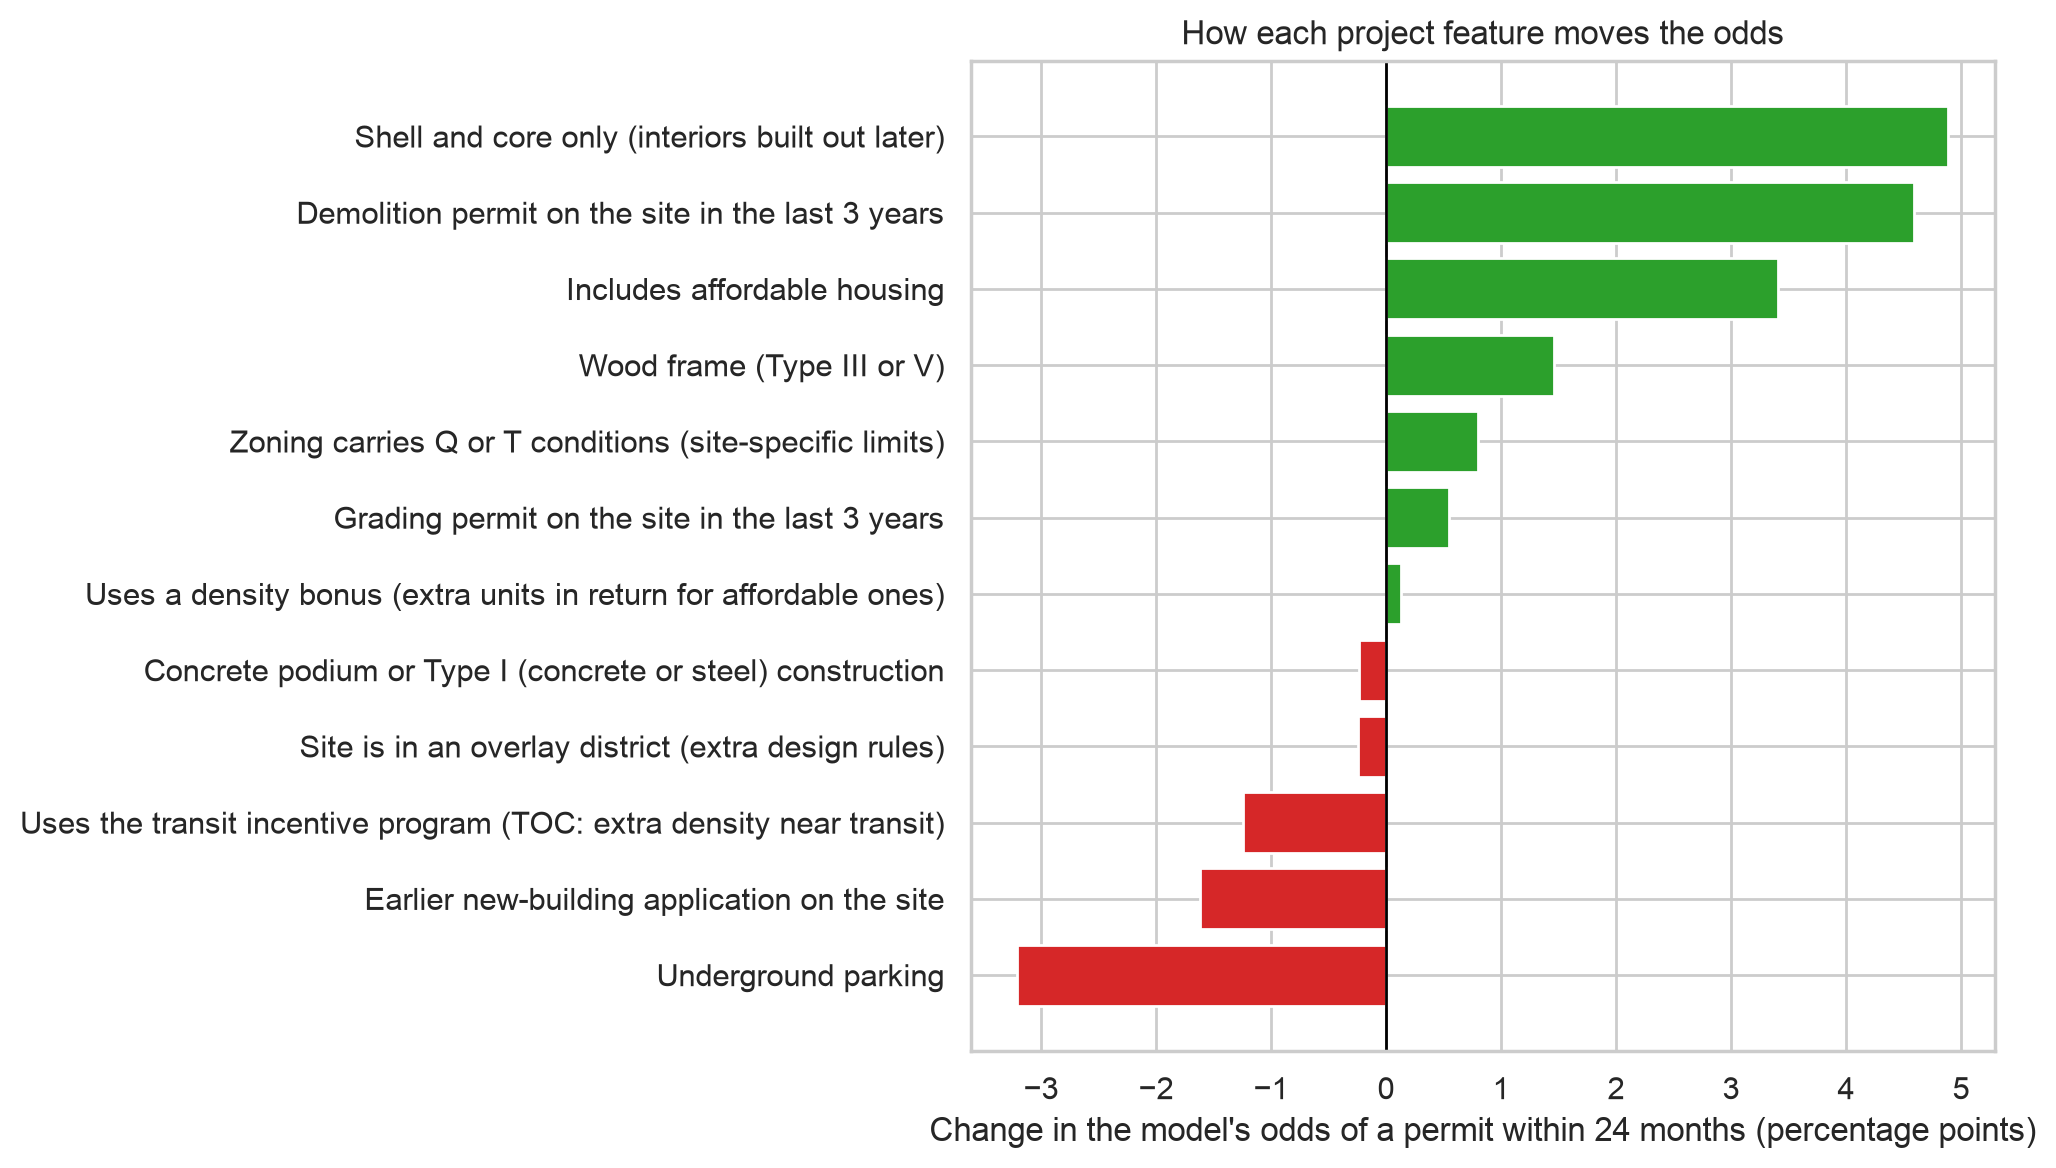 How each project feature moves the odds
Shell and core only (interiors built out later)
Demolition permit on the site in the last 3 years
Includes affordable housing
Wood frame (Type III or V)
Zoning carries Q or T conditions (site-specific limits)
Grading permit on the site in the last 3 years
Uses a density bonus (extra units in return for affordable ones)
Concrete podium or Type I (concrete or steel) construction
Site is in an overlay district (extra design rules)
Uses the transit incentive program (TOC: extra density near transit)
Earlier new-building application on the site
Underground parking
−3 −2 −1 0 1 2 3 4 5
Change in the model's odds of a permit within 24 months (percentage points)